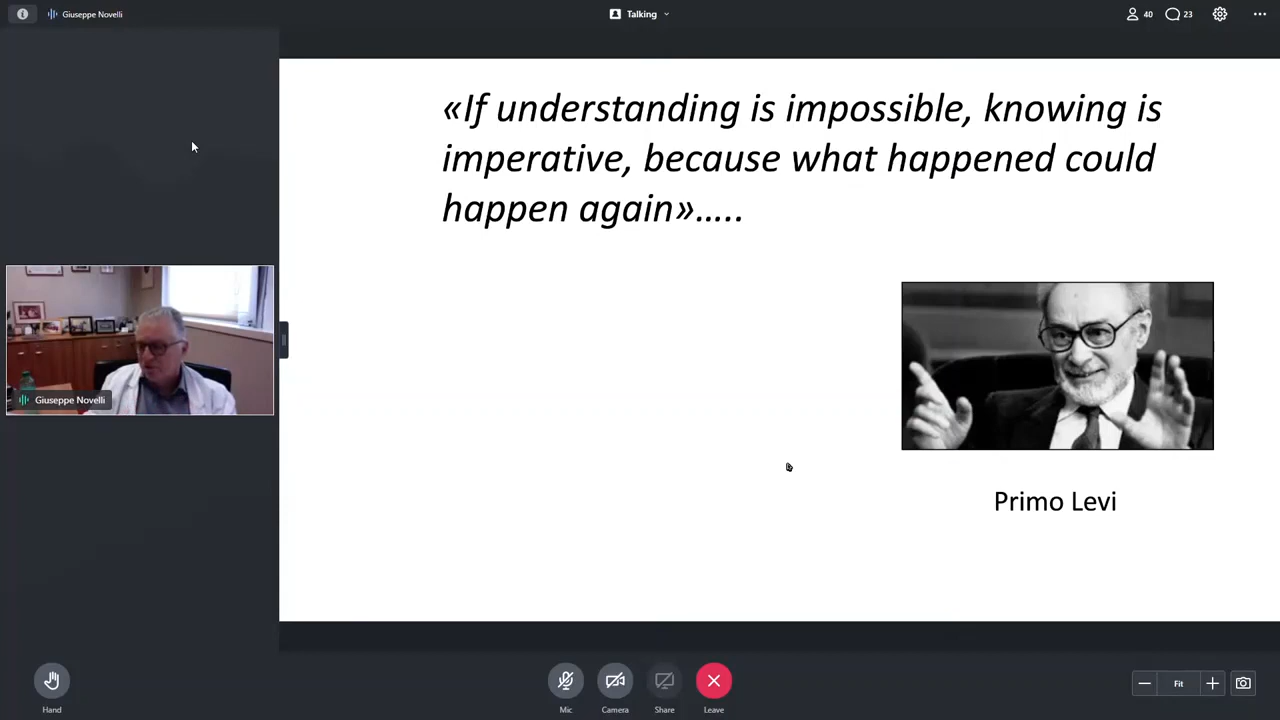 Giuseppe Novelli
Talking
40
23
«If understanding is impossible, knowing is
imperative, because what happened could
happen again»…..
Giuseppe Novelli
Primo Levi
Hand
Mic
Camera
Share
Leave
Fit